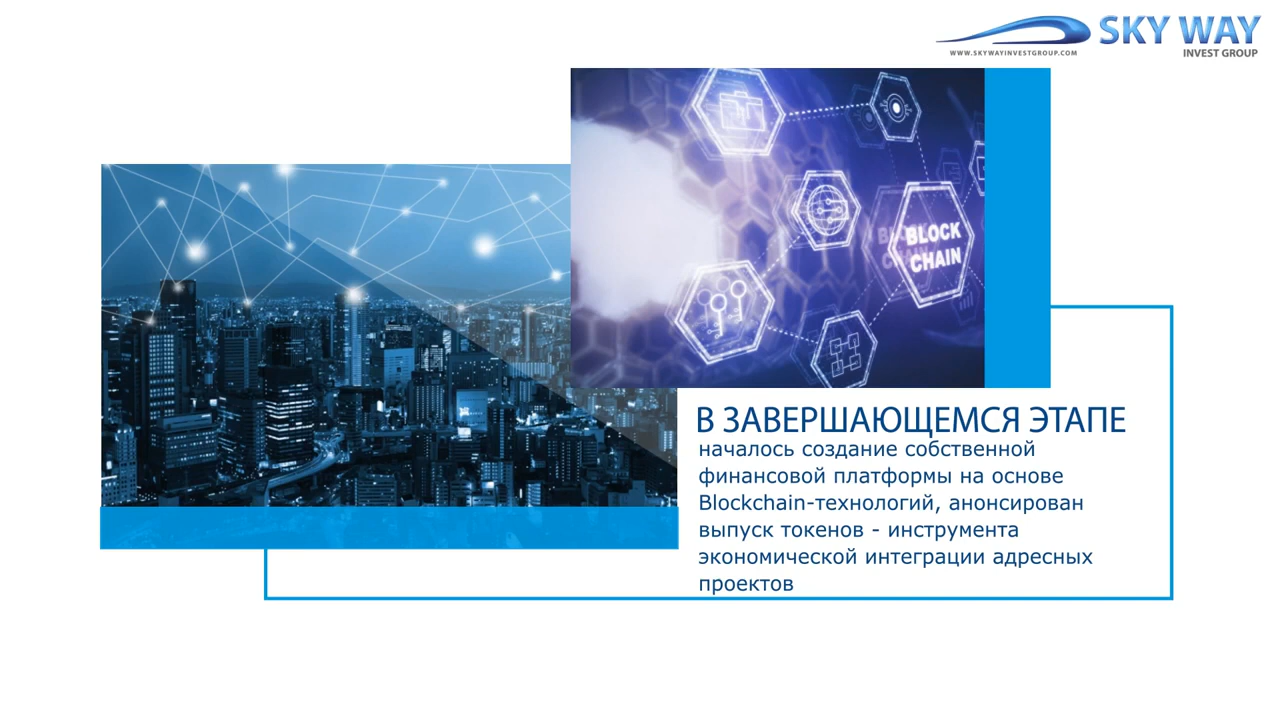 SKY WAY
WWW.SKYWAYINVESTGROUP.COM
INVEST GROUP
BLOCK
CHAIN
В ЗАВЕРШАЮЩЕМСЯ ЭТАПЕ
началось создание собственной
финансовой платформы на основе
Blockchain-технологий, анонсирован
выпуск токенов - инструмента
экономической интеграции адресных
проектов